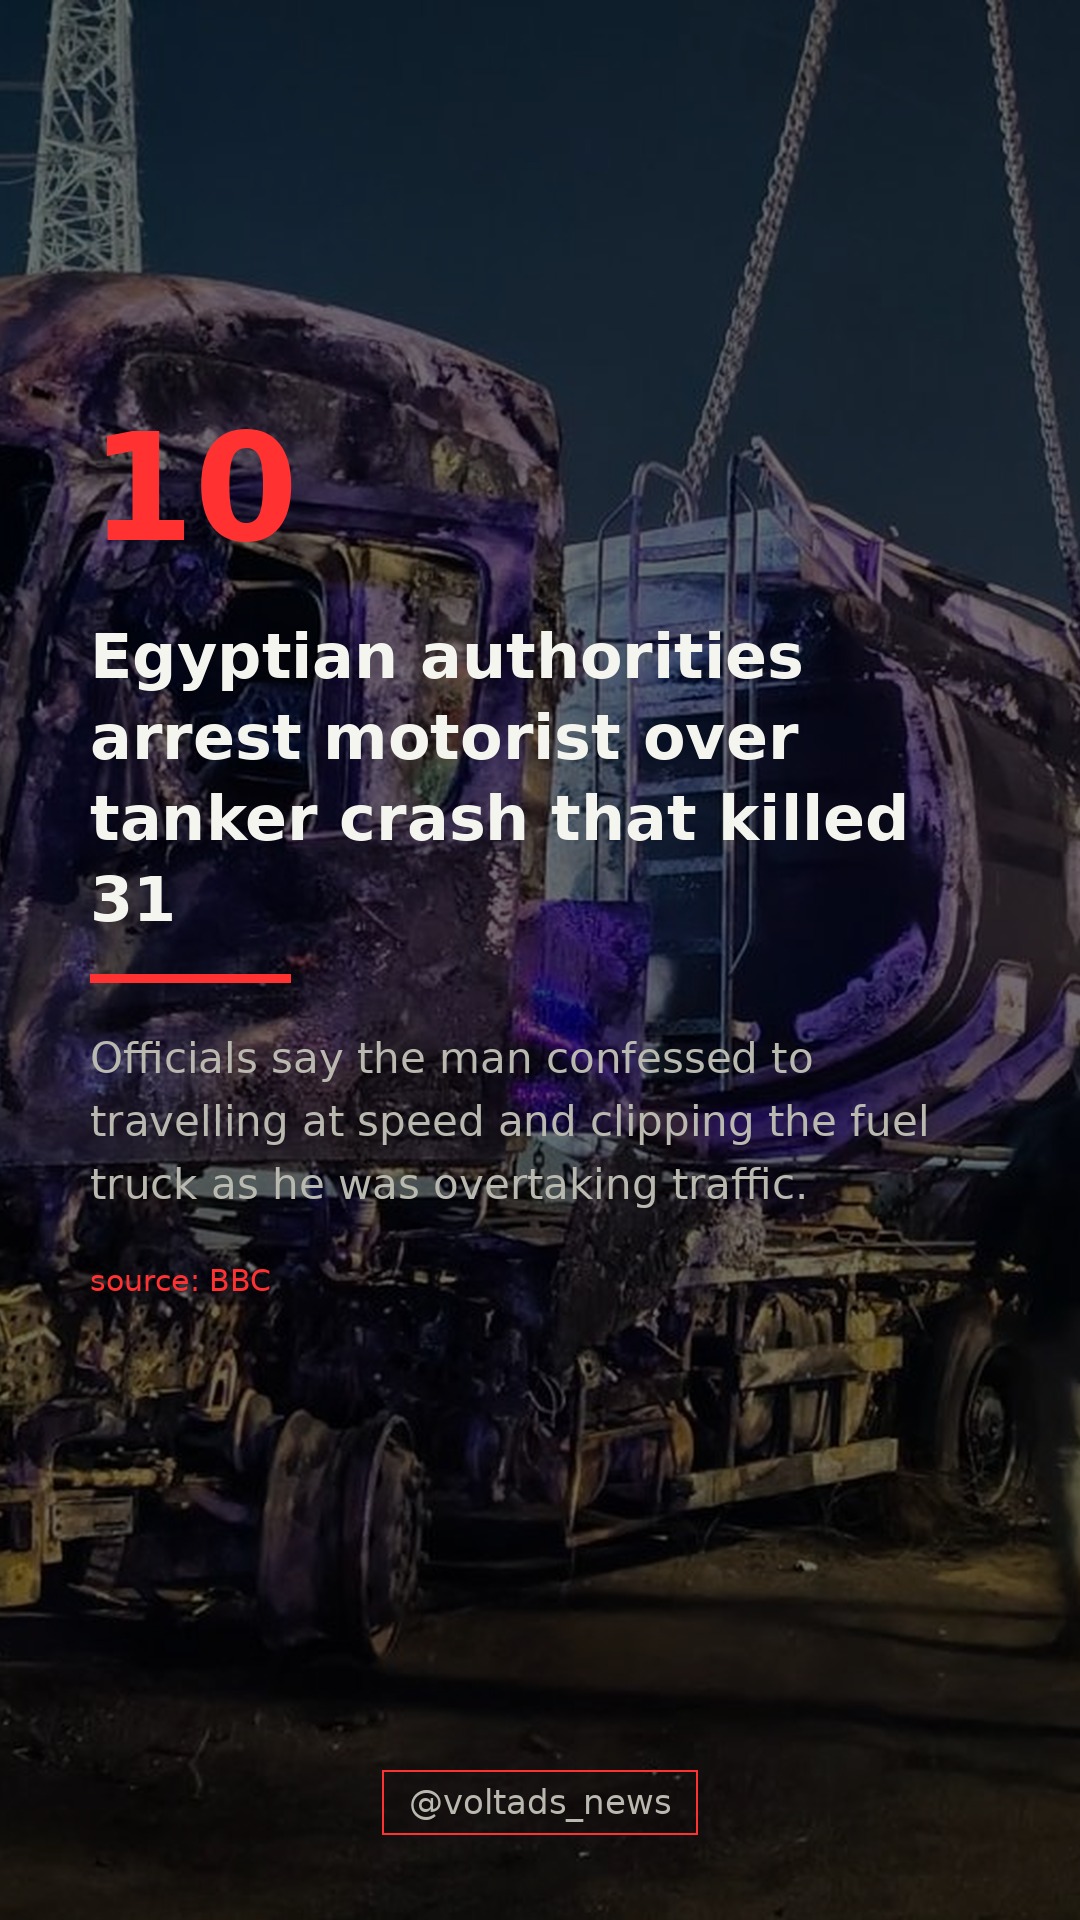 10
Egyptian authorities
arrest motorist over
tanker crash that killed
31
Officials say the man confessed to
travelling at speed and clipping the fuel
truck as he was overtaking traffic.
source: BBC
@voltads_news